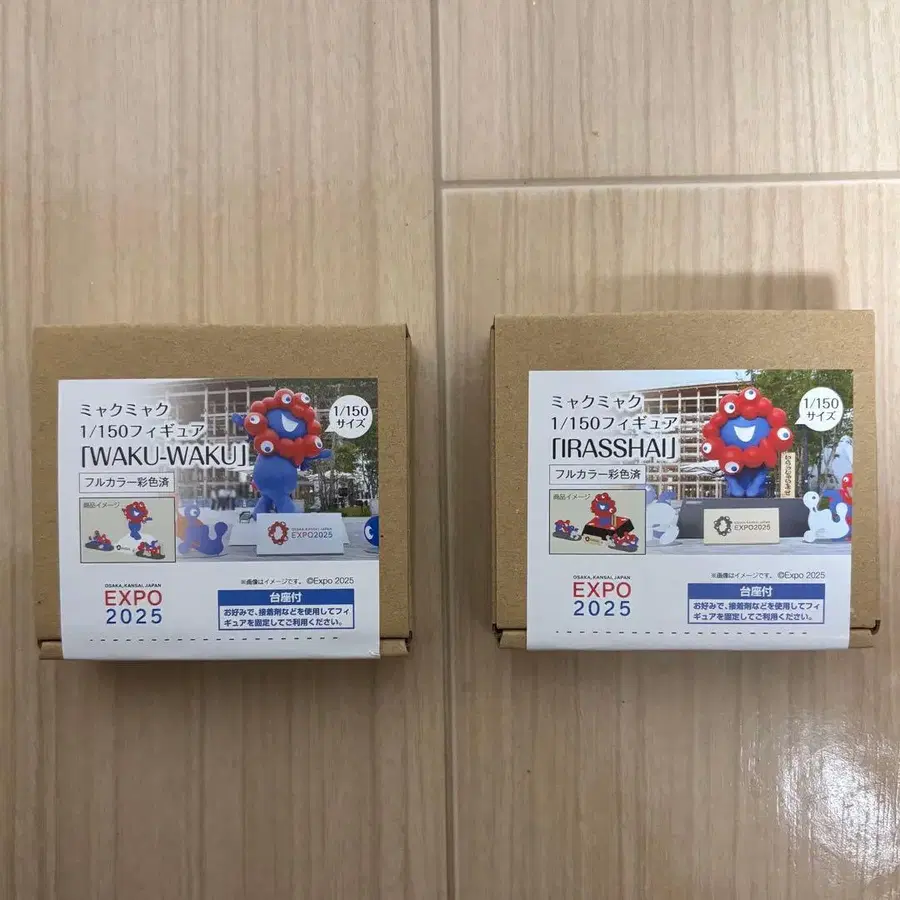 ミャクミャク
1/150フィギュア
「WAKU-WAKU」
フルカラー彩色済
1/150
サイズ
商品イメージ
EXPO2025
※画像はイメージです。 ©Expo 2025
OSAKA, KANSAI, JAPAN
EXPO
2025
台座付
お好みで、接着剤などを使用してフィ
ギュアを固定してご利用ください。
ミャクミャク
1/150フィギュア
「IRASSHAI」
フルカラー彩色済
1/150
サイズ
商品イメージ
EXPO2025
※画像はイメージです。 ©Expo 2025
OSAKA, KANSAI, JAPAN
EXPO
2025
台座付
お好みで、接着剤などを使用してフィ
ギュアを固定してご利用ください。